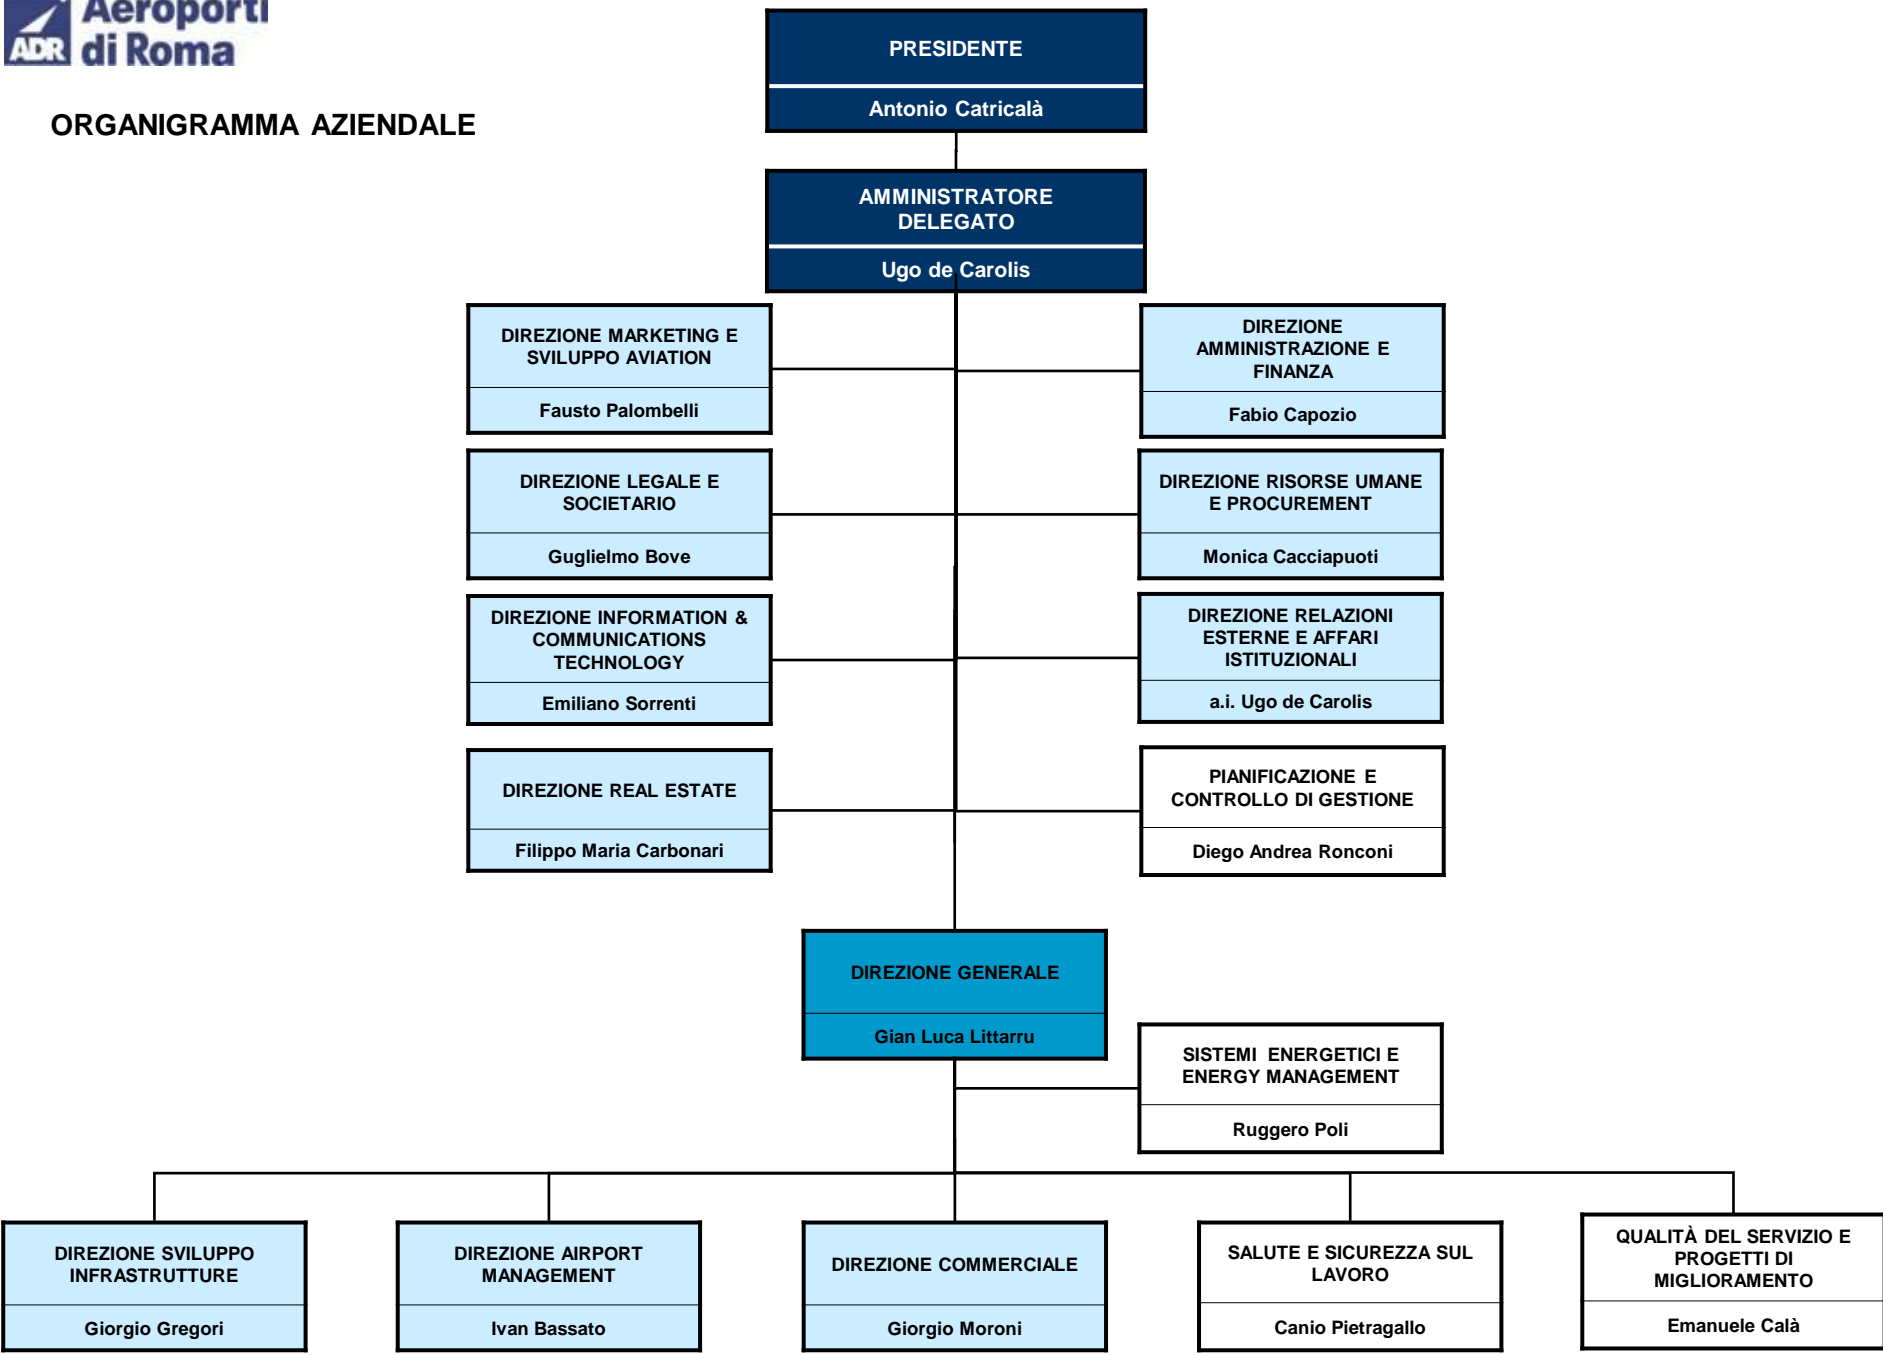 Aeroporti
ADR di Roma
ORGANIGRAMMA AZIENDALE
PRESIDENTE
Antonio Catricalà
AMMINISTRATORE
DELEGATO
Ugo de Carolis
DIREZIONE MARKETING E
SVILUPPO AVIATION
Fausto Palombelli
DIREZIONE
AMMINISTRAZIONE E
FINANZA
Fabio Capozio
DIREZIONE LEGALE E
SOCIETARIO
Guglielmo Bove
DIREZIONE RISORSE UMANE
E PROCUREMENT
Monica Cacciapuoti
DIREZIONE INFORMATION &
COMMUNICATIONS
TECHNOLOGY
Emiliano Sorrenti
DIREZIONE RELAZIONI
ESTERNE E AFFARI
ISTITUZIONALI
a.i. Ugo de Carolis
DIREZIONE REAL ESTATE
Filippo Maria Carbonari
PIANIFICAZIONE E
CONTROLLO DI GESTIONE
Diego Andrea Ronconi
DIREZIONE GENERALE
Gian Luca Littarru
SISTEMI ENERGETICI E
ENERGY MANAGEMENT
Ruggero Poli
DIREZIONE SVILUPPO
INFRASTRUTTURE
Giorgio Gregori
DIREZIONE AIRPORT
MANAGEMENT
Ivan Bassato
DIREZIONE COMMERCIALE
Giorgio Moroni
SALUTE E SICUREZZA SUL
LAVORO
Canio Pietragallo
QUALITÀ DEL SERVIZIO E
PROGETTI DI
MIGLIORAMENTO
Emanuele Calà